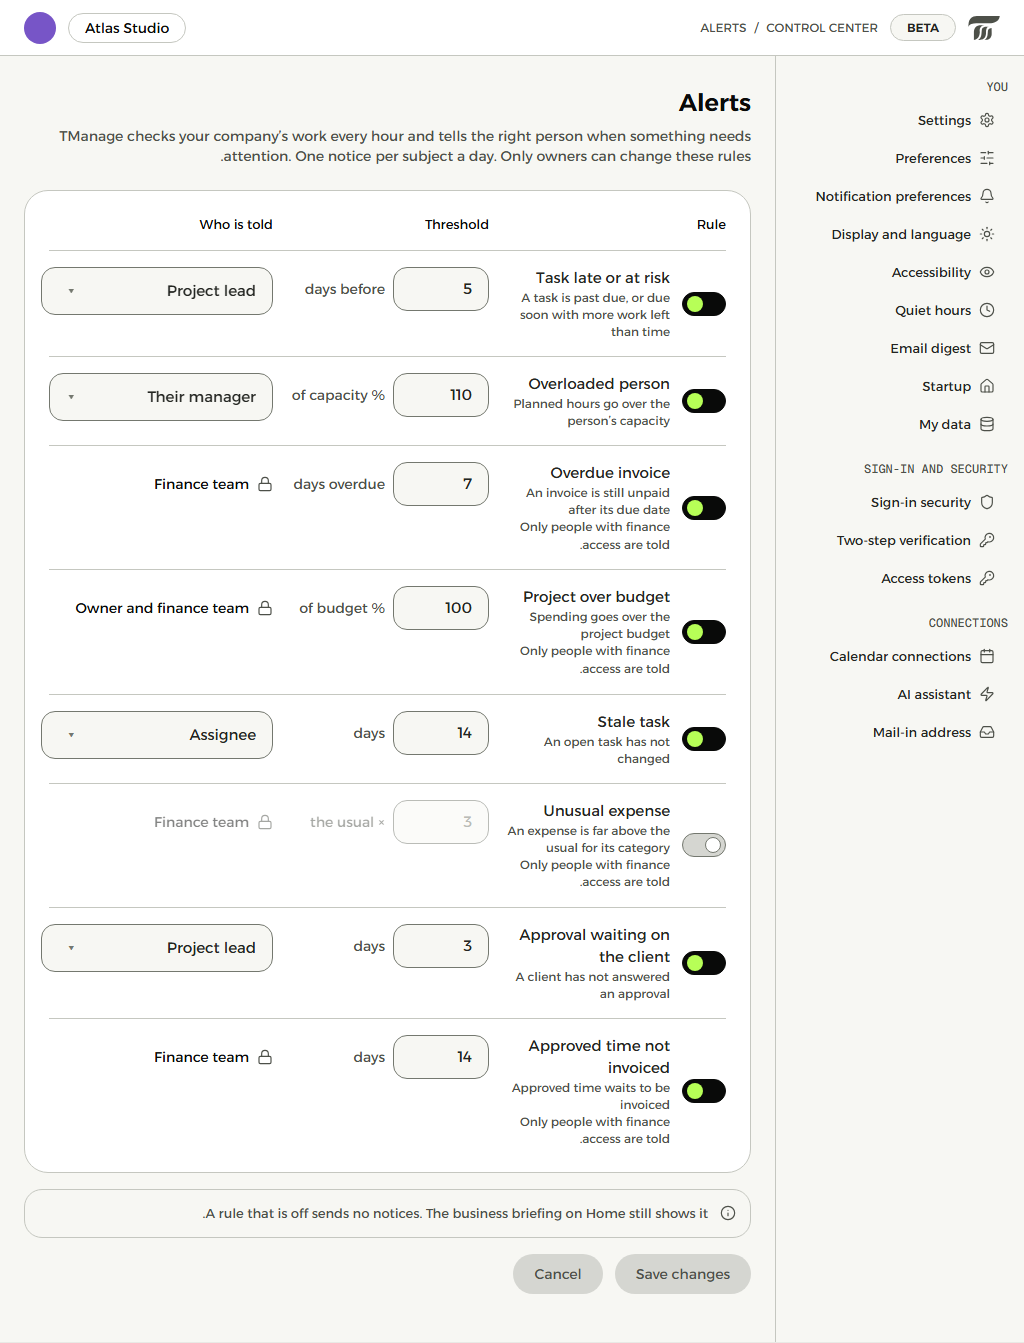 Atlas Studio
ALERTS / CONTROL CENTER
BETA
YOU
Settings
Preferences
Notification preferences
Display and language
Accessibility
Quiet hours
Email digest
Startup
My data
SIGN-IN AND SECURITY
Sign-in security
Two-step verification
Access tokens
CONNECTIONS
Calendar connections
AI assistant
Mail-in address
Alerts
TManage checks your company's work every hour and tells the right person when something needs
.attention. One notice per subject a day. Only owners can change these rules
Rule
Threshold
Who is told
Task late or at risk
A task is past due, or due
soon with more work left
than time
5
days before
Project lead
Overloaded person
Planned hours go over the
person's capacity
110
of capacity %
Their manager
Overdue invoice
An invoice is still unpaid
after its due date
Only people with finance
.access are told
7
days overdue
Finance team
Project over budget
Spending goes over the
project budget
Only people with finance
.access are told
100
of budget %
Owner and finance team
Stale task
An open task has not
changed
14
days
Assignee
Unusual expense
An expense is far above the
usual for its category
Only people with finance
.access are told
3
the usual ×
Finance team
Approval waiting on
the client
A client has not answered
an approval
3
days
Project lead
Approved time not
invoiced
Approved time waits to be
invoiced
Only people with finance
.access are told
14
days
Finance team
.A rule that is off sends no notices. The business briefing on Home still shows it
Save changes
Cancel